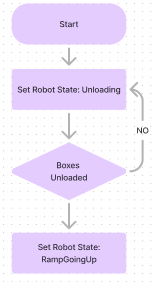 Start
Set Robot State: Unloading
NO
Boxes
Unloaded
Set Robot State:
RampGoingUp